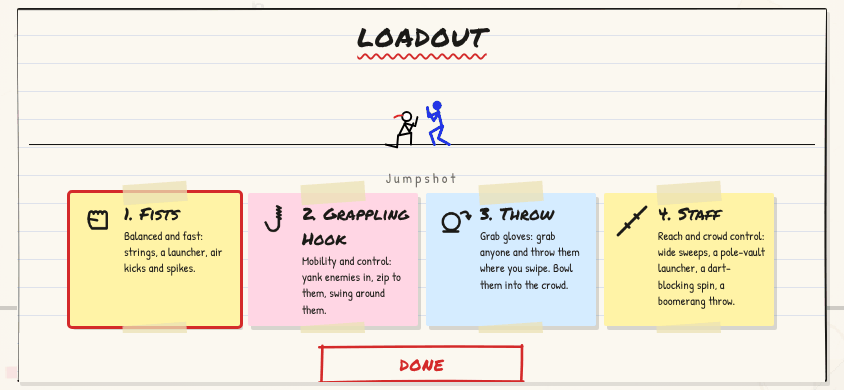 LOADOUT
Jumpshot
1. FISTS
Balanced and fast:
strings, a launcher, air
kicks and spikes.
2. GRAPPLING
HOOK
Mobility and control:
yank enemies in, zip to
them, swing around
them.
3. THROW
Grab gloves: grab
anyone and throw them
where you swipe. Bowl
them into the crowd.
4. STAFF
Reach and crowd control:
wide sweeps, a pole-vault
launcher, a dart-
blocking spin, a
boomerang throw.
DONE